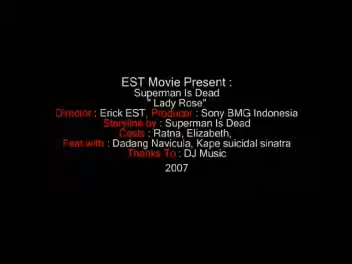 EST Movie Present :
Superman Is Dead
" Lady Rose"
Director : Erick EST, Producer : Sony BMG Indonesia
Storyline by : Superman Is Dead
Casts : Ratna, Elizabeth,
Feat with : Dadang Navicula, Kape suicidal sinatra
Thanks To : DJ Music
2007